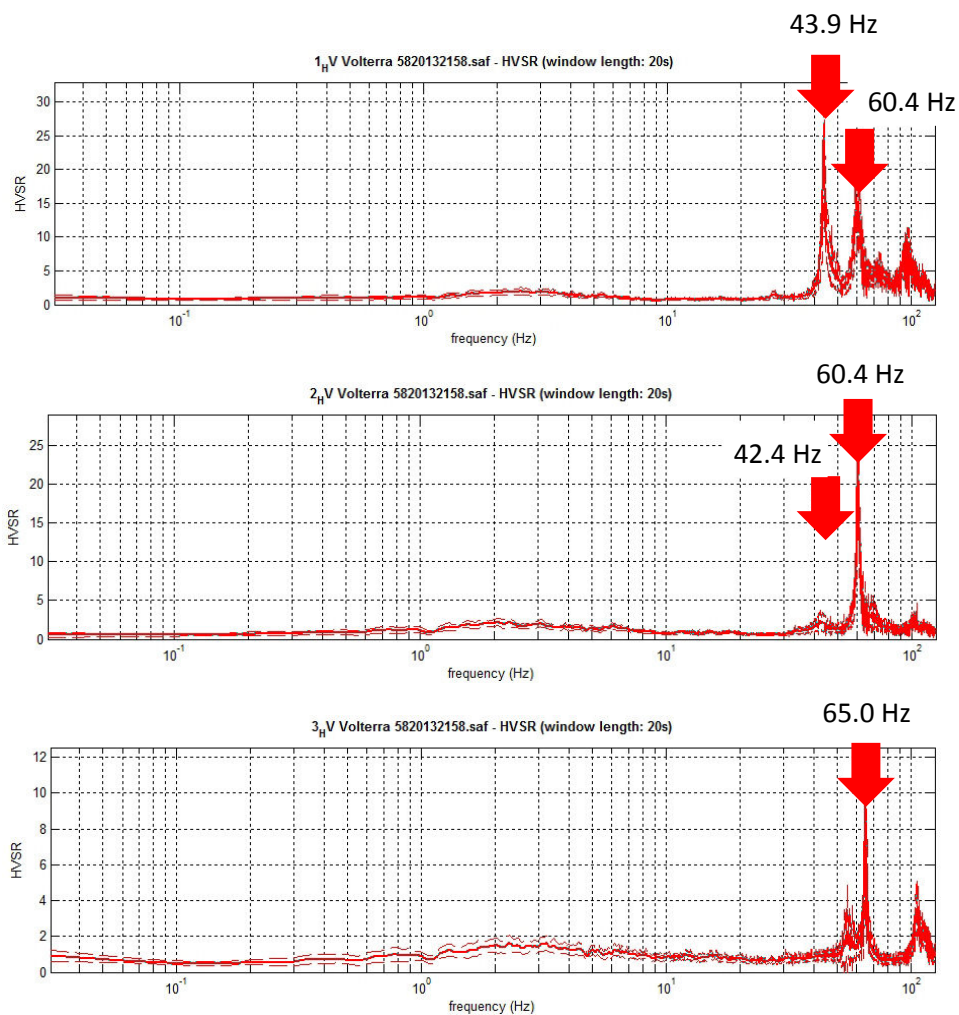 43.9 Hz
1HV Volterra 5820132158.saf - HVSR (window length: 20s)
60.4 Hz
30
25
20
15
10
5
0
HVSR
10-1
100
101
102
frequency (Hz)
60.4 Hz
2HV Volterra 5820132158.saf - HVSR (window length: 20s)
42.4 Hz
25
20
15
10
5
0
HVSR
10-1
100
101
102
frequency (Hz)
65.0 Hz
3HV Volterra 5820132158.saf - HVSR (window length: 20s)
12
10
8
6
4
2
0
HVSR
10-1
100
101
102
frequency (Hz)